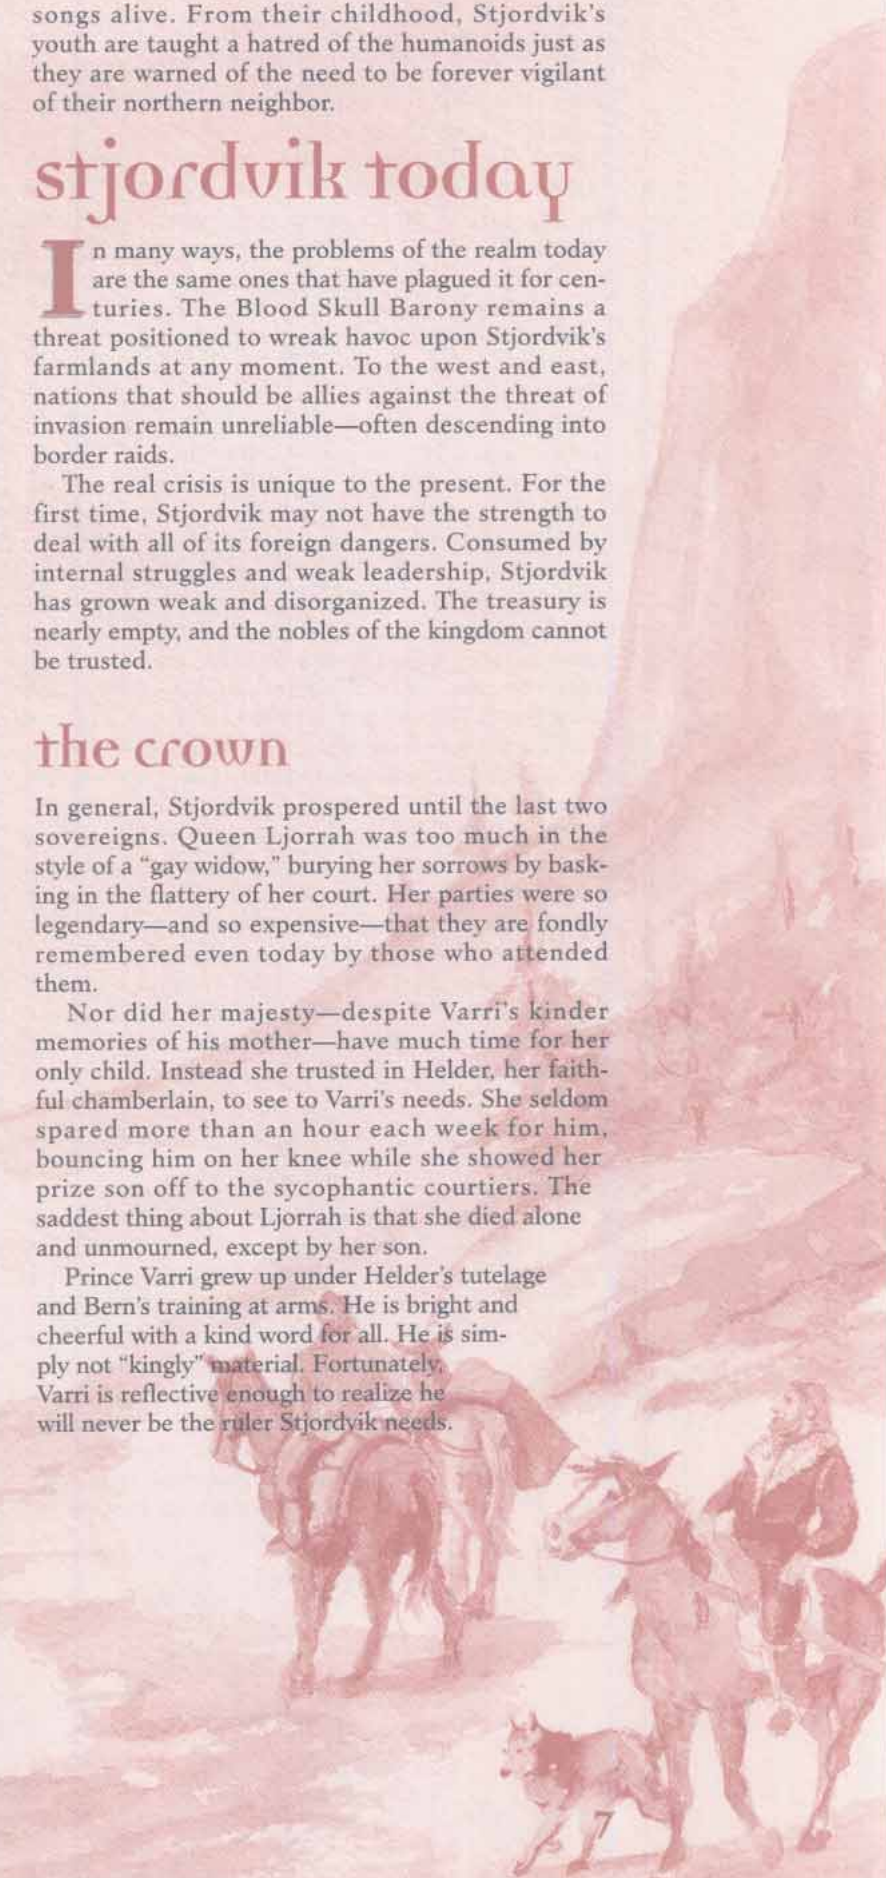 songs alive. From their childhood, Stjordvik's
youth are taught a hatred of the humanoids just as
they are warned of the need to be forever vigilant
of their northern neighbor.
stjordvik today
In many ways, the problems of the realm today
are the same ones that have plagued it for cen-
turies. The Blood Skull Barony remains a
threat positioned to wreak havoc upon Stjordvik's
farmlands at any moment. To the west and east,
nations that should be allies against the threat of
invasion remain unreliable—often descending into
border raids.
The real crisis is unique to the present. For the
first time, Stjordvik may not have the strength to
deal with all of its foreign dangers. Consumed by
internal struggles and weak leadership, Stjordvik
has grown weak and disorganized. The treasury is
nearly empty, and the nobles of the kingdom cannot
be trusted.
the crown
In general, Stjordvik prospered until the last two
sovereigns. Queen Ljorrah was too much in the
style of a “gay widow,” burying her sorrows by bask-
ing in the flattery of her court. Her parties were so
legendary—and so expensive—that they are fondly
remembered even today by those who attended
them.
Nor did her majesty—despite Varri's kinder
memories of his mother—have much time for her
only child. Instead she trusted in Helder, her faith-
ful chamberlain, to see to Varri's needs. She seldom
spared more than an hour each week for him,
bouncing him on her knee while she showed her
prize son off to the sycophantic courtiers. The
saddest thing about Ljorrah is that she died alone
and unmourned, except by her son.
Prince Varri grew up under Helder's tutelage
and Bern's training at arms. He is bright and
cheerful with a kind word for all. He is sim-
ply not “kingly” material. Fortunately,
Varri is reflective enough to realize he
will never be the ruler Stjordvik needs.
7